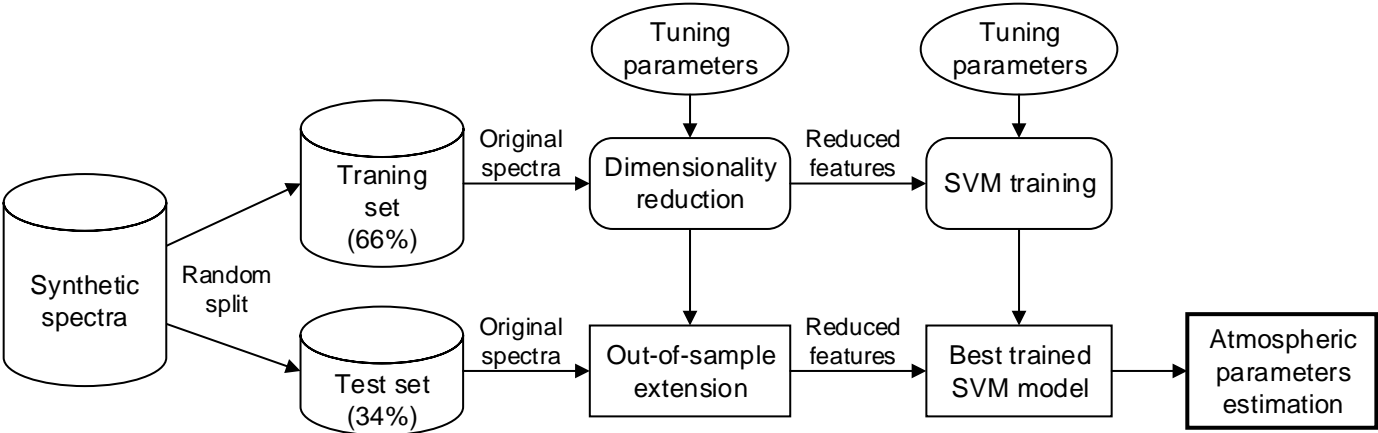 Tuning
parameters
Tuning
parameters
Original
spectra
Reduced
features
Traning
set
(66%)
Dimensionality
reduction
SVM training
Synthetic
spectra
Random
split
Original
spectra
Reduced
features
Test set
(34%)
Out-of-sample
extension
Best trained
SVM model
Atmospheric
parameters
estimation